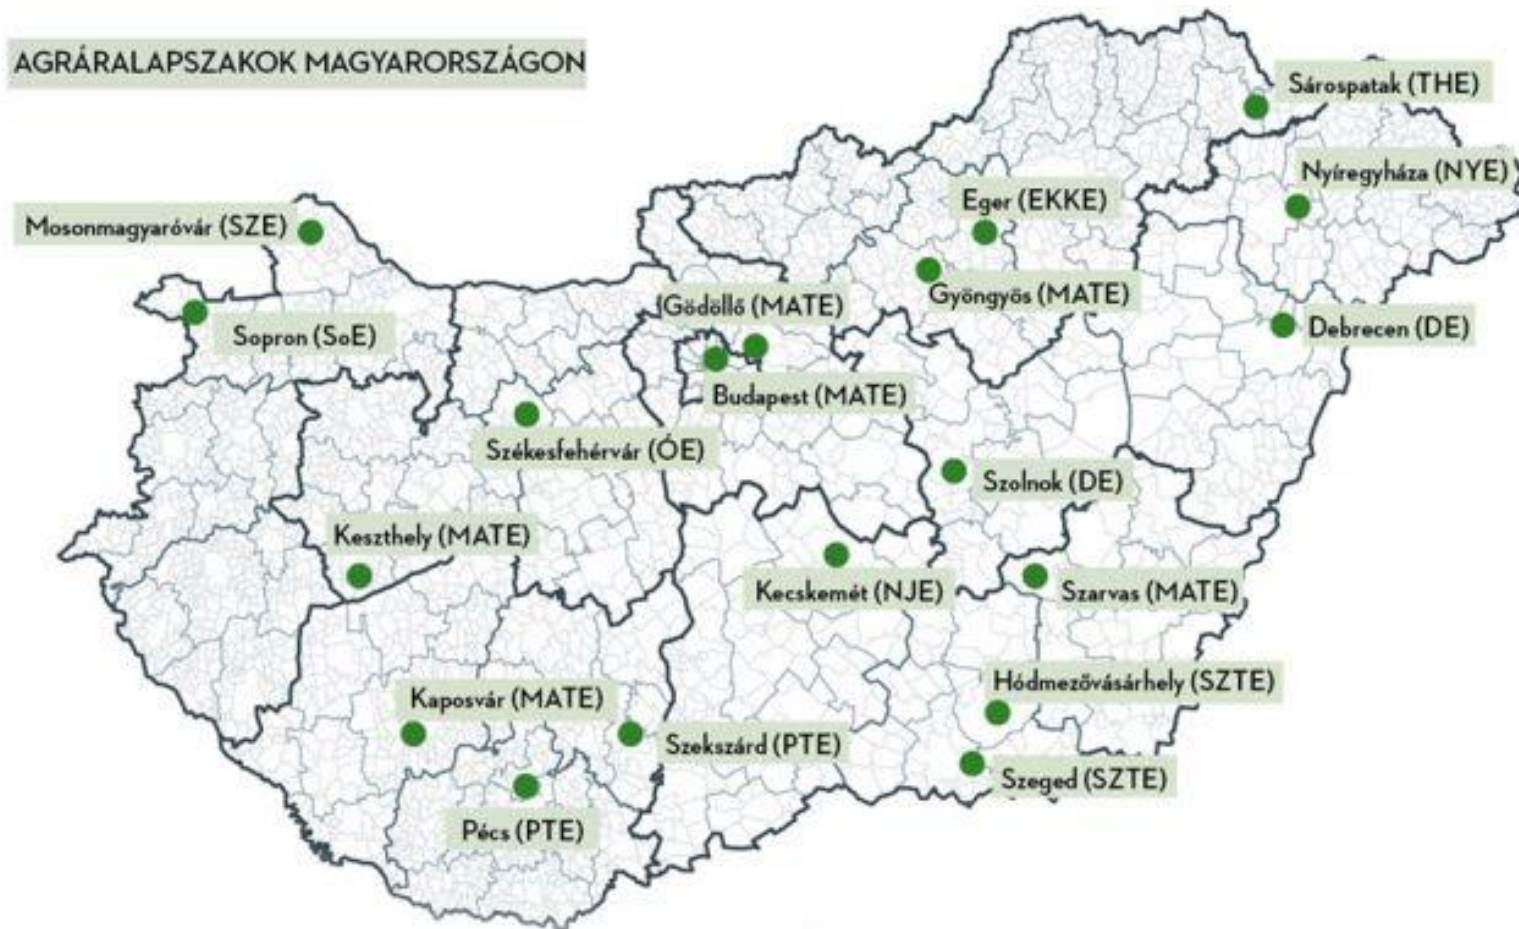 AGRÁRALAPSZAKOK MAGYARORSZÁGON
Sárospatak (THE)
Nyíregyháza (NYE)
Eger (EKKE)
Mosonmagyaróvár (SZE)
Gyöngyös (MATE)
Gödöllő (MATE)
Debrecen (DE)
Sopron (SoE)
Budapest (MATE)
Székesfehérvár (ÓE)
Szolnok (DE)
Keszthely (MATE)
Kecskemét (NJE)
Szarvas (MATE)
Hódmezővásárhely (SZTE)
Kaposvár (MATE)
Szekszárd (PTE)
Szeged (SZTE)
Pécs (PTE)